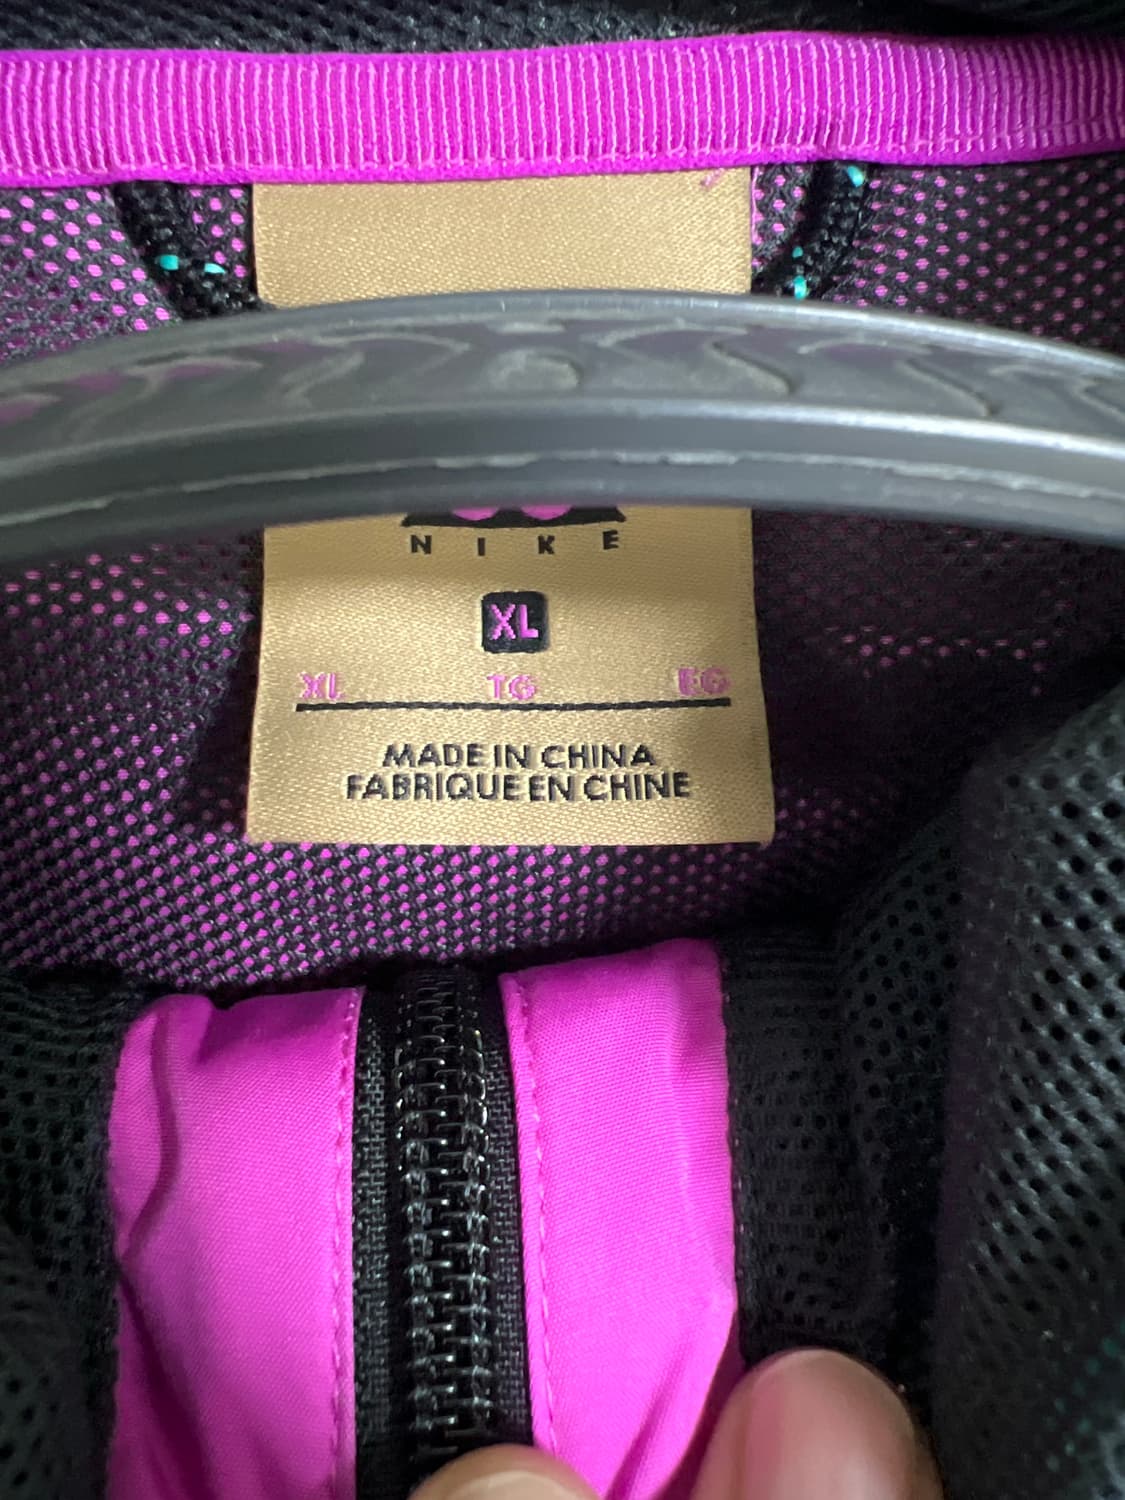 NIKE
XL
XL TG EG
MADE IN CHINA
FABRIQUE EN CHINE